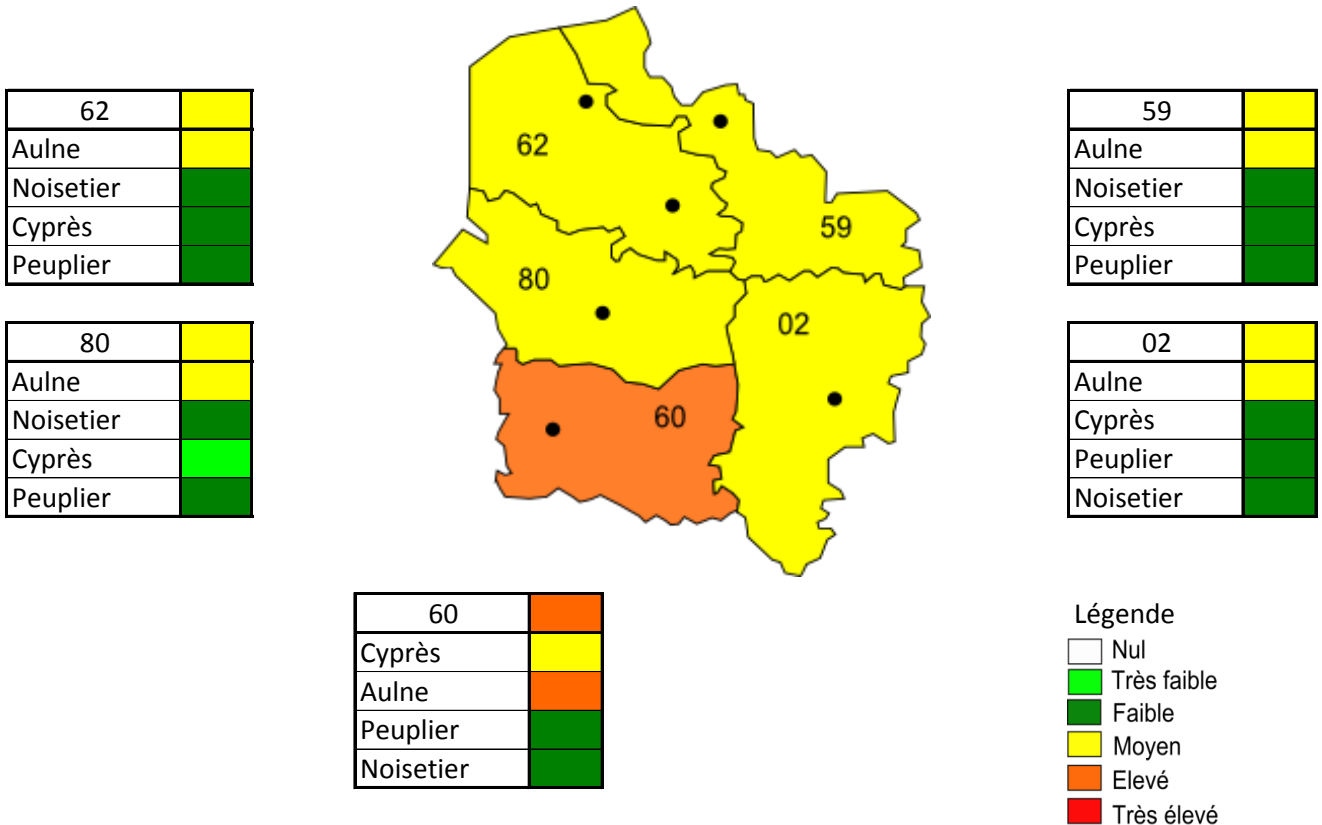 62
Aulne
Noisetier
Cyprès
Peuplier
80
Aulne
Noisetier
Cyprès
Peuplier
62
59
80
02
60
59
Aulne
Noisetier
Cyprès
Peuplier
02
Aulne
Cyprès
Peuplier
Noisetier
60
Cyprès
Aulne
Peuplier
Noisetier
Légende
Nul
Très faible
Faible
Moyen
Elevé
Très élevé